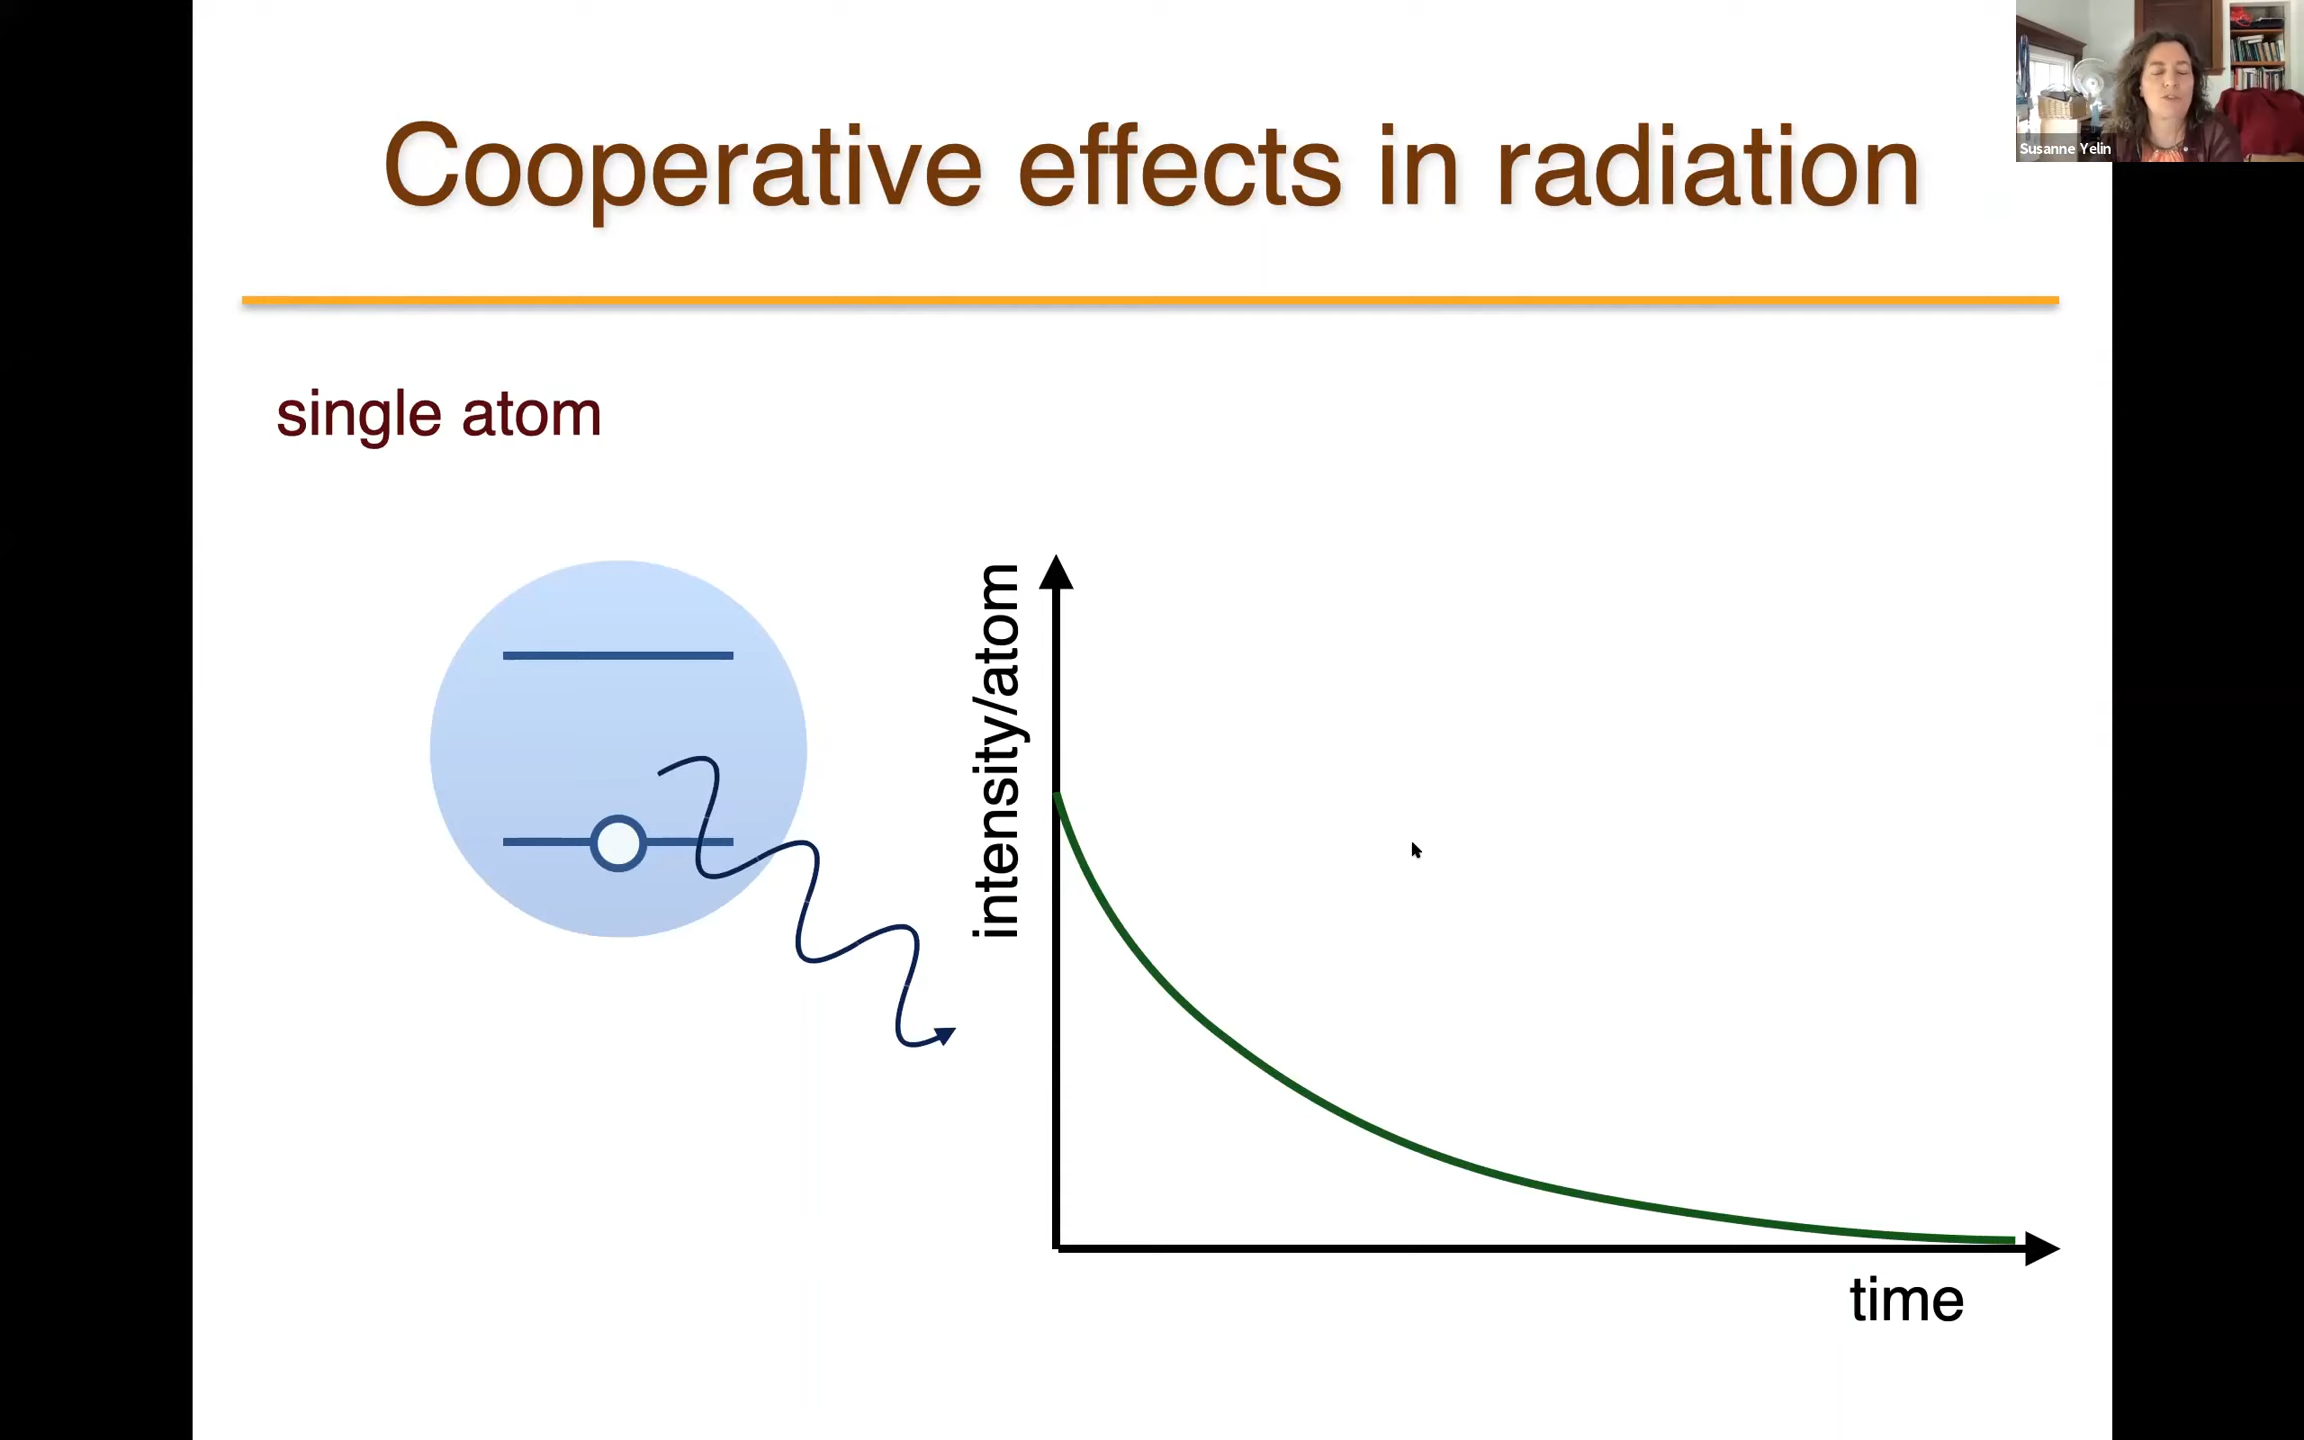 Cooperative effects in radiation
Susanne Yelin
single atom
intensity/atom
time